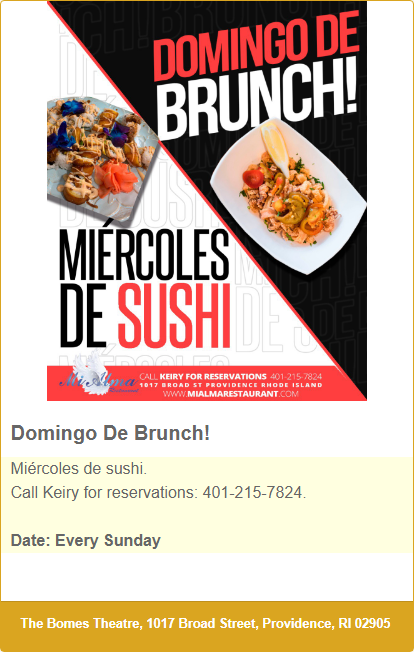 DOMINGO DE
BRUNCH!
MIÉRCOLES
DE SUSHI
Mi Alma
CALL KEIRY FOR RESERVATIONS 401-215-7824
1017 BROAD ST PROVIDENCE RHODE ISLAND
WWW.MIALMARESTAURANT.COM
Domingo De Brunch!
Miércoles de sushi.
Call Keiry for reservations: 401-215-7824.
Date: Every Sunday
The Bomes Theatre, 1017 Broad Street, Providence, RI 02905